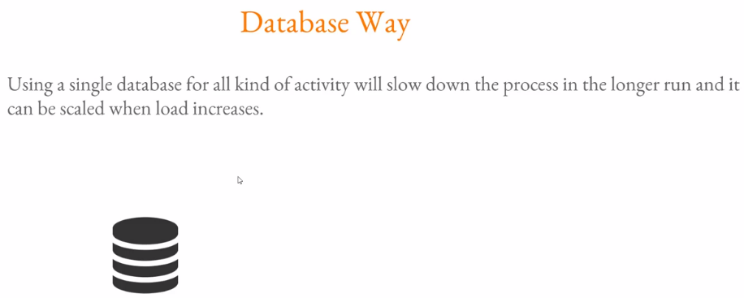 Database Way
Using a single database for all kind of activity will slow down the process in the longer run and it
can be scaled when load increases.